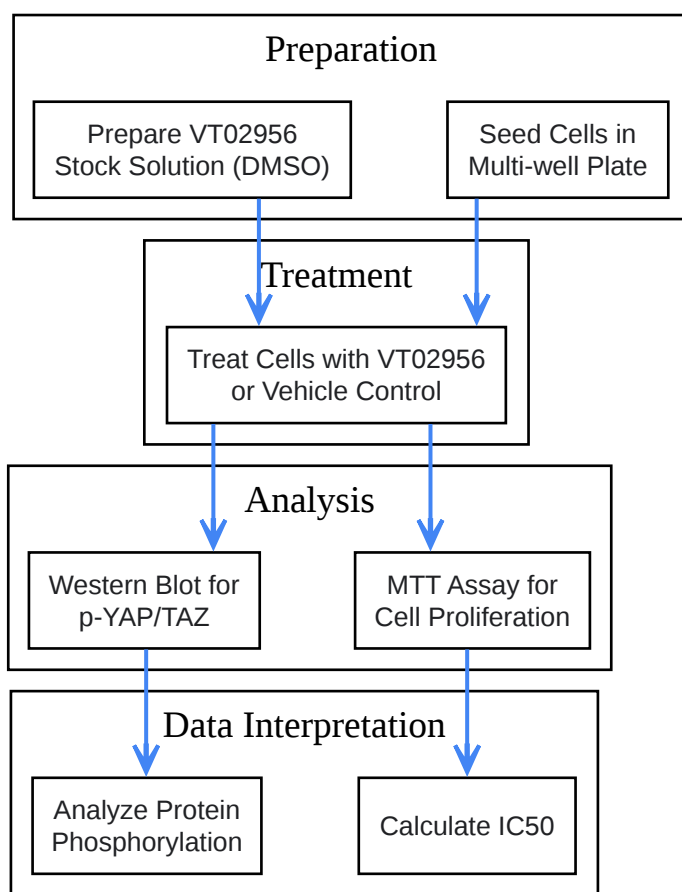 Preparation
Prepare VT02956
Stock Solution (DMSO)
Seed Cells in
Multi-well Plate
Treatment
Treat Cells with VT02956
or Vehicle Control
Analysis
Western Blot for
p-YAP/TAZ
MTT Assay for
Cell Proliferation
Data Interpretation
Analyze Protein
Phosphorylation
Calculate IC50